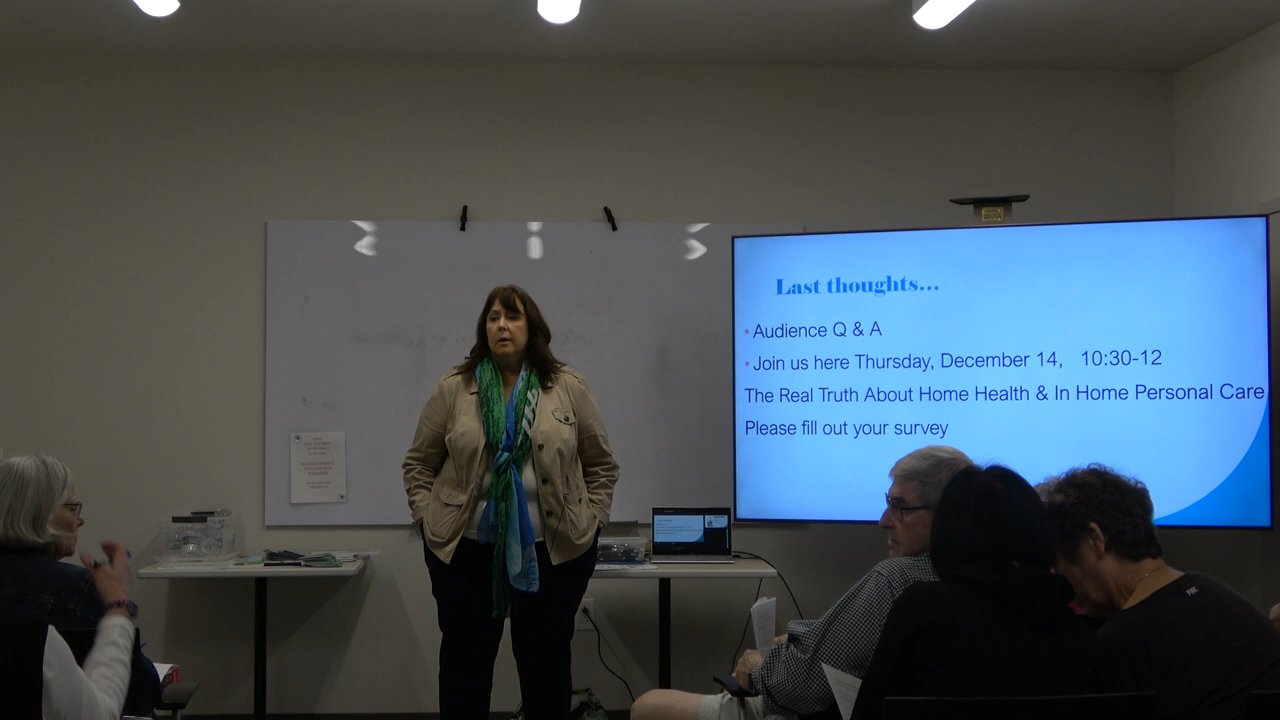 Last thoughts...
• Audience Q & A
• Join us here Thursday, December 14, 10:30-12
The Real Truth About Home Health & In Home Personal Care
Please fill out your survey